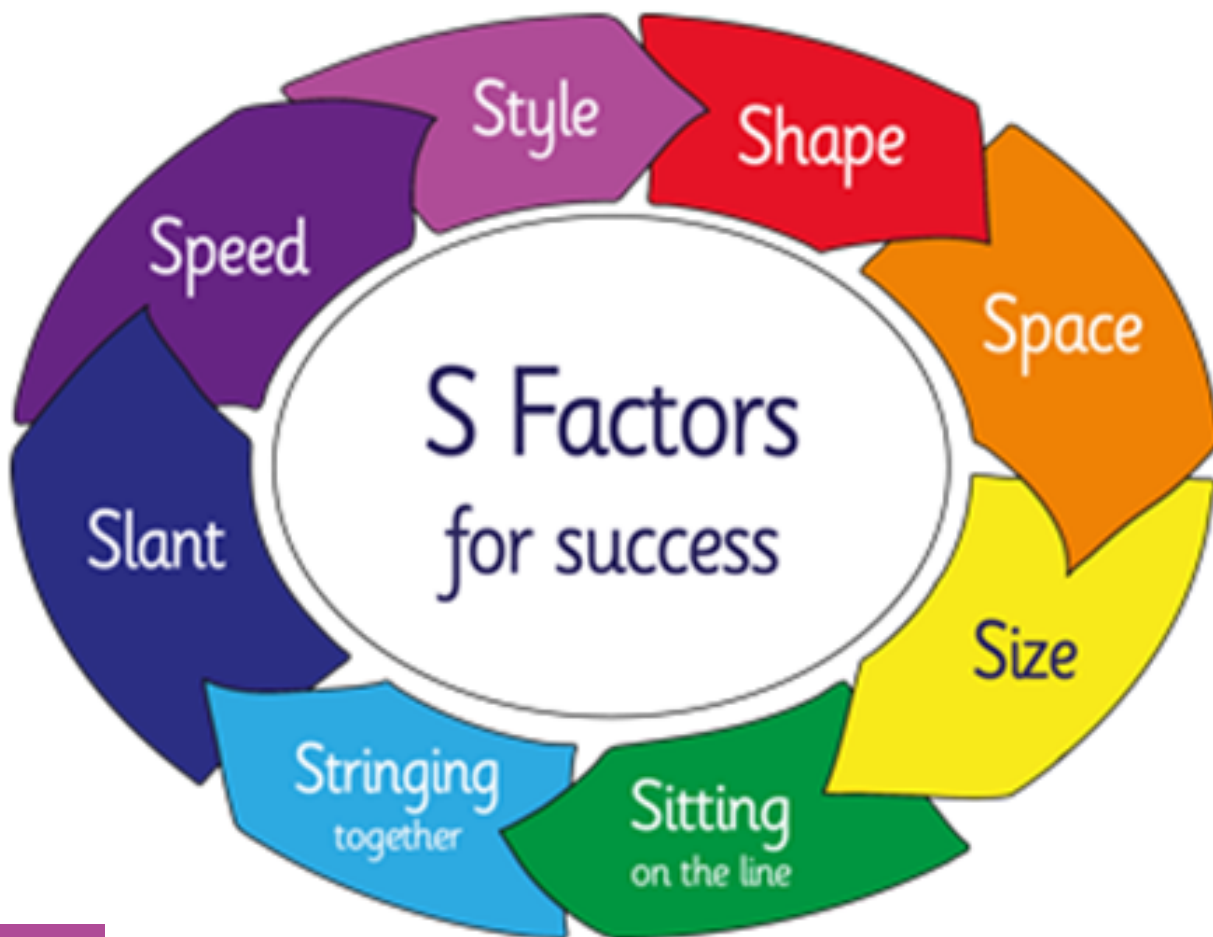 S Factors
for success
Style
Shape
Space
Size
Sitting
on the line
Stringing
together
Slant
Speed